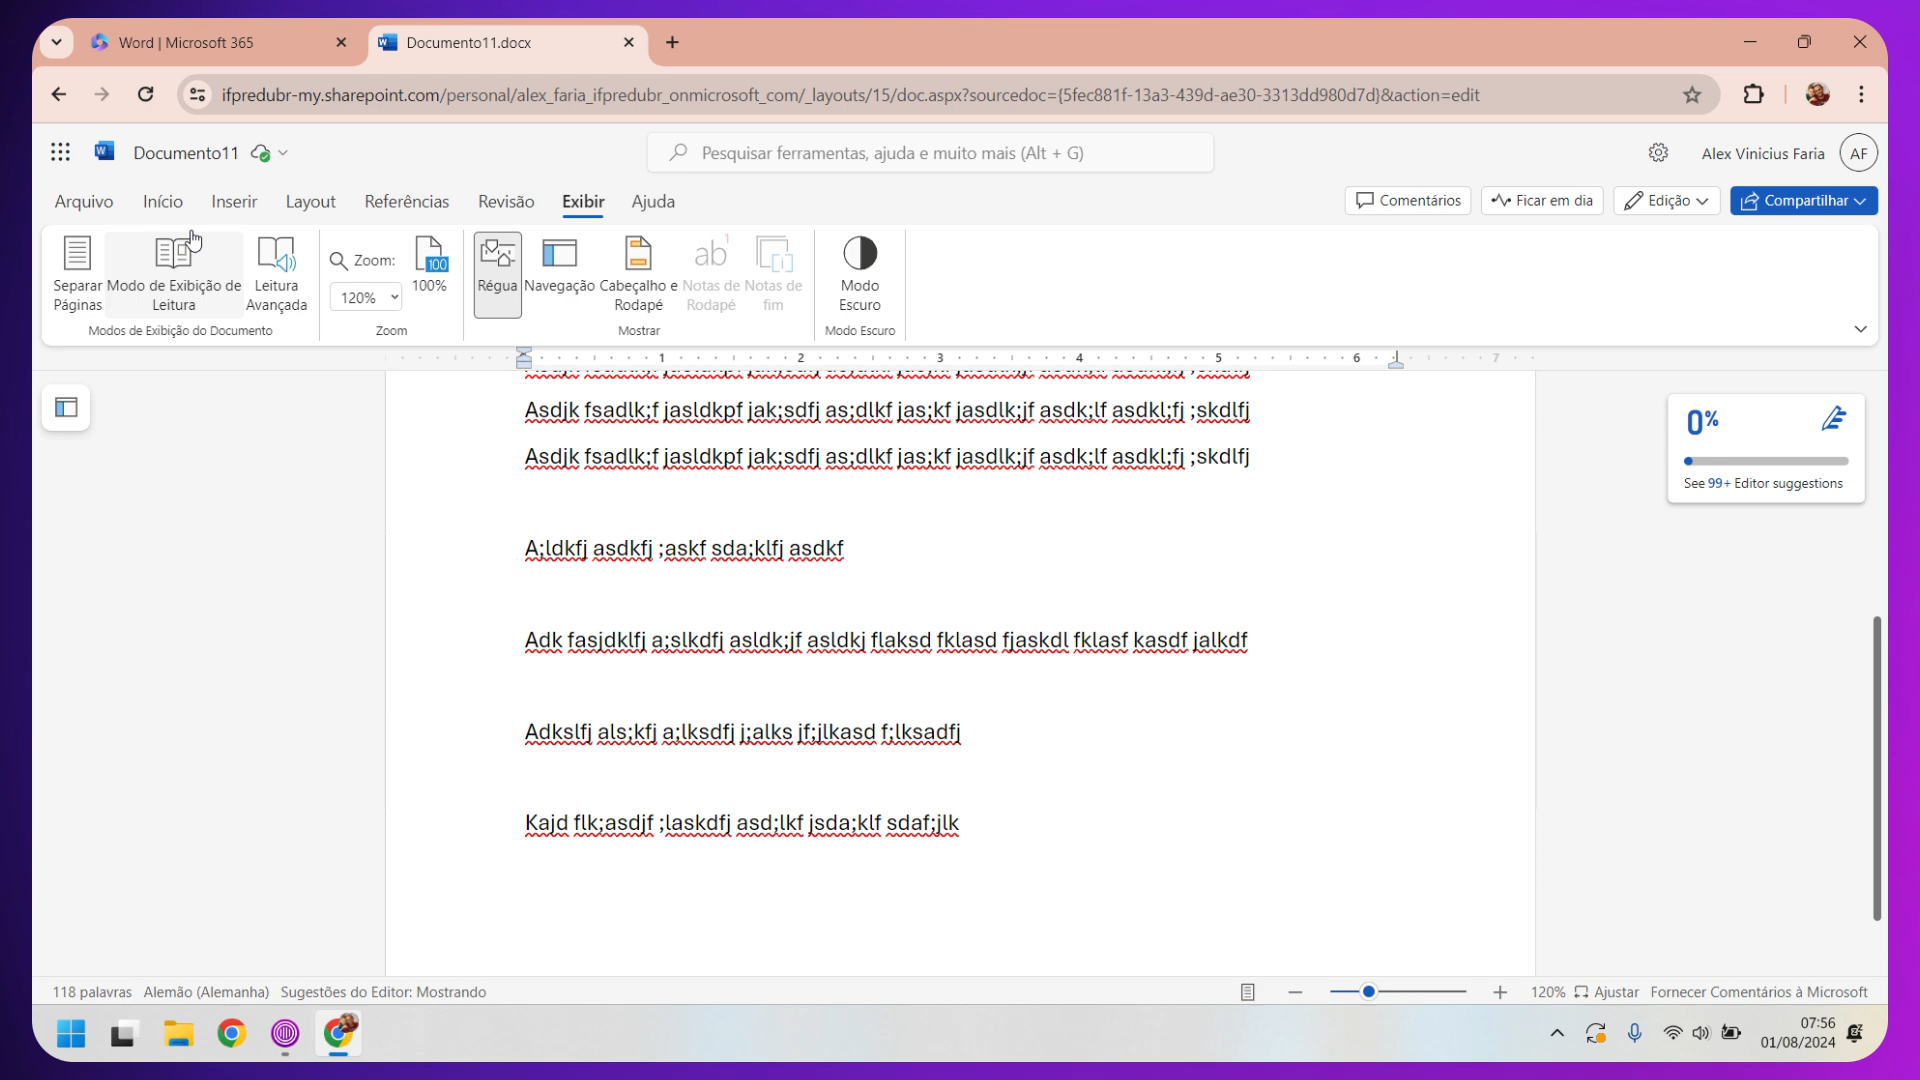 Word | Microsoft 365
Documento11.docx
ifpredubr-my.sharepoint.com/personal/alex_faria_ifpredubr_onmicrosoft_com/_layouts/15/doc.aspx?sourcedoc={5fec881f-13a3-439d-ae30-3313dd980d7d}&action=edit
Documento11
Pesquisar ferramentas, ajuda e muito mais (Alt + G)
Alex Vinicius Faria
AF
Arquivo Início Inserir Layout Referências Revisão Exibir Ajuda
Comentários
Ficar em dia
Edição
Compartilhar
Separar Páginas
Modo de Exibição de Leitura
Leitura Avançada
Modos de Exibição do Documento
Zoom:
120%
100
100%
Zoom
Régua
Navegação
Cabeçalho e Rodapé
ab1
Notas de Rodapé
Notas de fim
Mostrar
Modo Escuro
Modo Escuro
1 2 3 4 5 6 7
Asdjk fsadlk;f jasldkpf jak;sdfj as;dlkf jas;kf jasdlk;jf asdk;lf asdkl;fj ;skdlfj
Asdjk fsadlk;f jasldkpf jak;sdfj as;dlkf jas;kf jasdlk;jf asdk;lf asdkl;fj ;skdlfj
A;ldkfj asdkfj ;askf sda;klfj asdkf
Adk fasjdklfj a;slkdfj asldk;jf asldkj flaksd fklasd fjaskdl fklasf kasdf jalkdf
Adkslfj als;kfj a;lksdfj j;alks jf;jlkasd f;lksadfj
Kajd flk;asdjf ;laskdfj asd;lkf jsda;klf sdaf;jlk
0%
See 99+ Editor suggestions
118 palavras Alemão (Alemanha) Sugestões do Editor: Mostrando
120% Ajustar Fornecer Comentários à Microsoft
07:56
01/08/2024